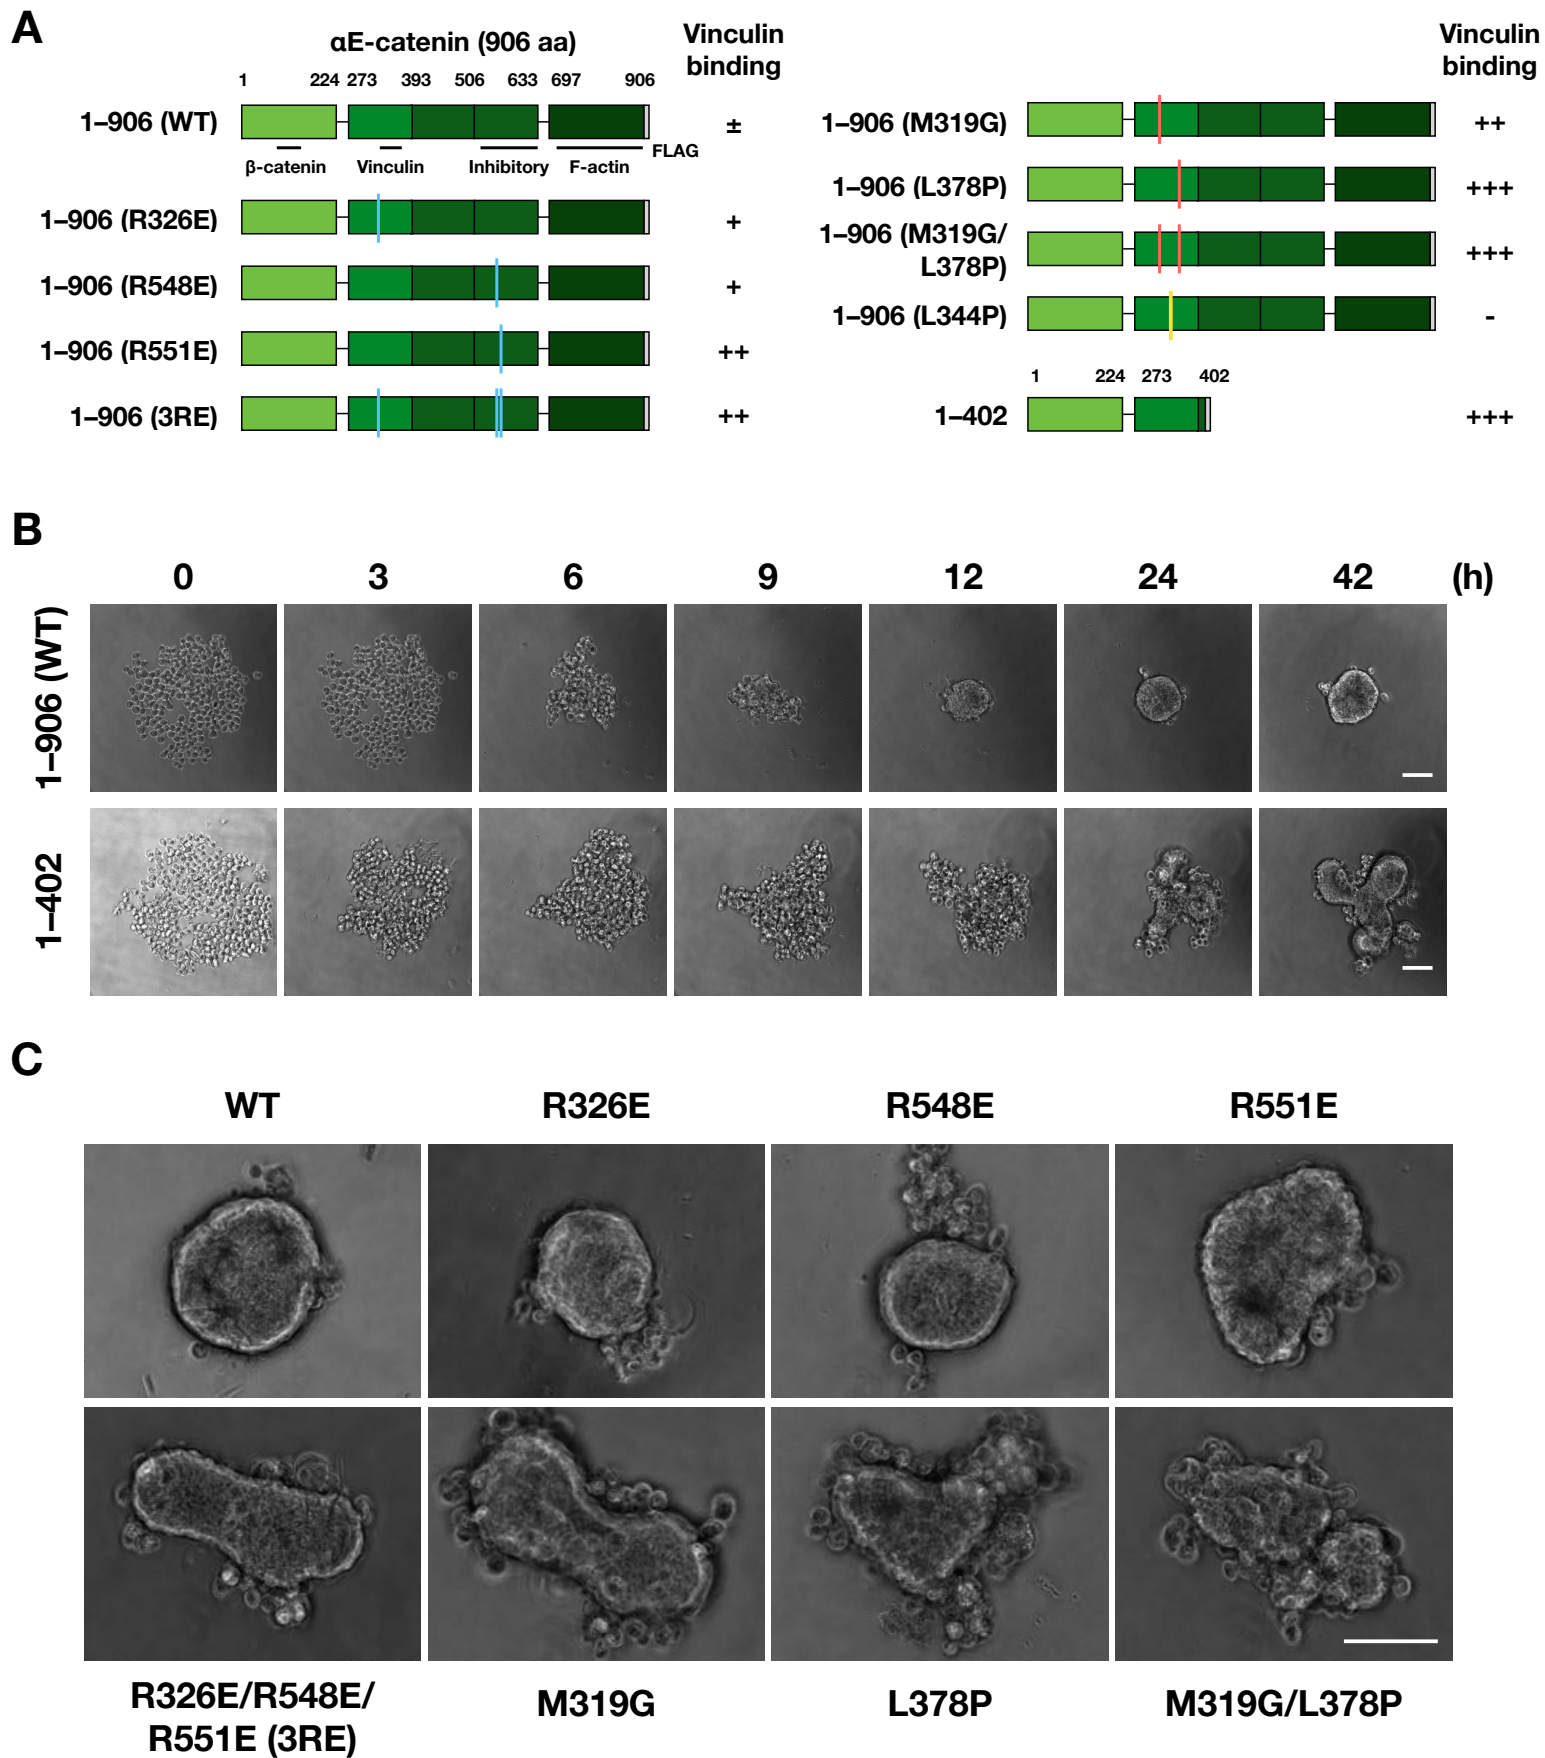 A
αE-catenin (906 aa)
Vinculin
binding
1 224 273 393 506 633 697 906
1–906 (WT) ±
FLAG
β-catenin Vinculin Inhibitory F-actin
1–906 (R326E) +
1–906 (R548E) +
1–906 (R551E) ++
1–906 (3RE) ++
Vinculin
binding
1–906 (M319G) ++
1–906 (L378P) +++
1–906 (M319G/
L378P) +++
1–906 (L344P) -
1 224 273 402
1–402 +++
B
0 3 6 9 12 24 42 (h)
1–906 (WT)
1–402
C
WT R326E R548E R551E
R326E/R548E/
R551E (3RE)
M319G L378P M319G/L378P